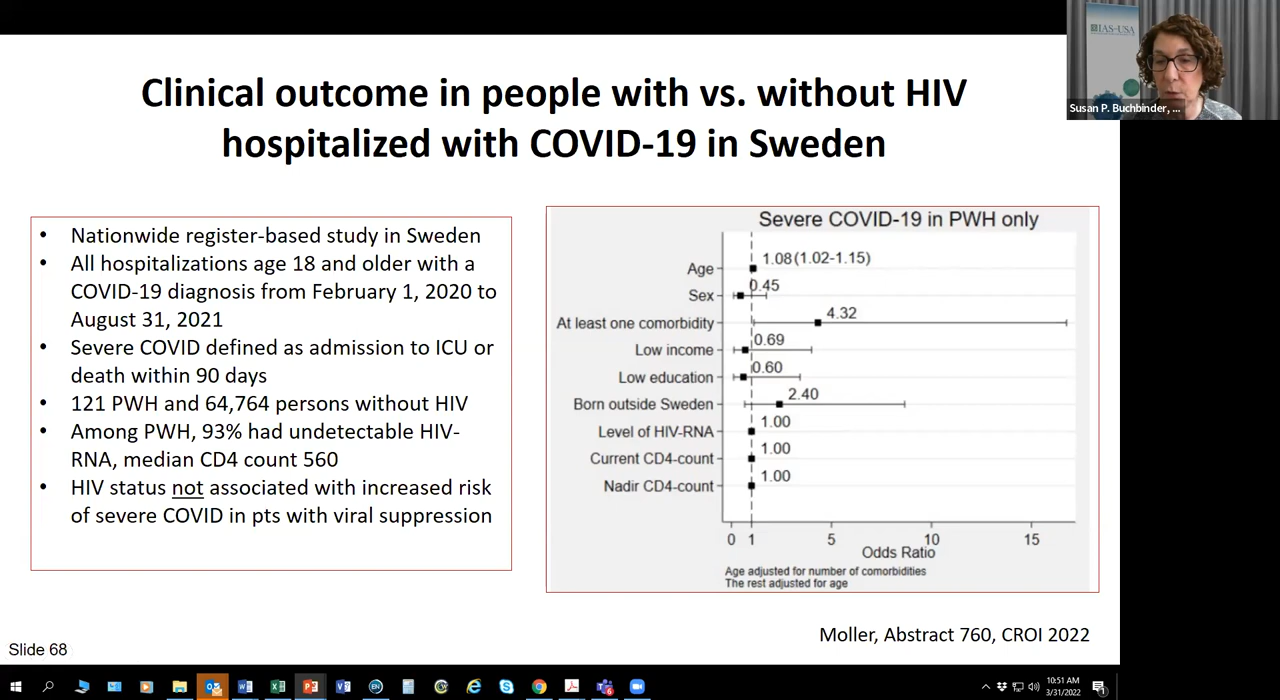 IAS-USA
Susan P. Buchbinder, ...
Clinical outcome in people with vs. without HIV
hospitalized with COVID-19 in Sweden
• Nationwide register-based study in Sweden
• All hospitalizations age 18 and older with a
COVID-19 diagnosis from February 1, 2020 to
August 31, 2021
• Severe COVID defined as admission to ICU or
death within 90 days
• 121 PWH and 64,764 persons without HIV
• Among PWH, 93% had undetectable HIV-
RNA, median CD4 count 560
• HIV status not associated with increased risk
of severe COVID in pts with viral suppression
Severe COVID-19 in PWH only
Age 1.08 (1.02-1.15)
Sex 0.45
At least one comorbidity 4.32
Low income 0.69
Low education 0.60
Born outside Sweden 2.40
Level of HIV-RNA 1.00
Current CD4-count 1.00
Nadir CD4-count 1.00
0 1 5 10 15
Odds Ratio
Age adjusted for number of comorbidities
The rest adjusted for age
Moller, Abstract 760, CROI 2022
Slide 68
10:51 AM
3/31/2022